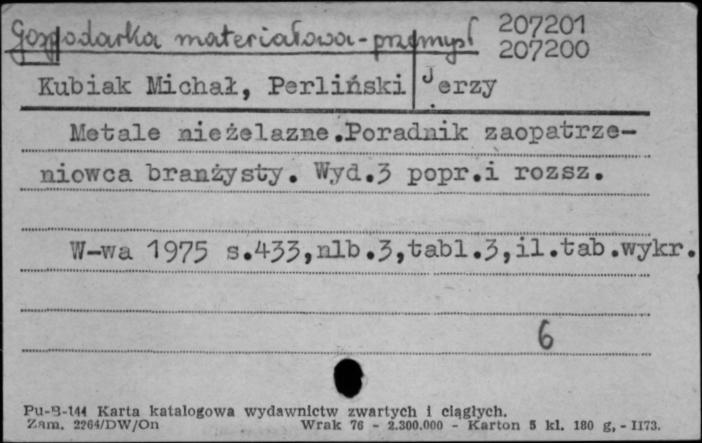 Gospodarka materiałowa - przemysł 207201
207200
Kubiak Michał, Perliński Jerzy
Metale nieżelazne.Poradnik zaopatrze-
niowca branżysty. Wyd.3 popr.i rozsz.
W-wa 1975 s.433,nlb.3,tabl.3,il.tab.wykr.
6
Pu-B-144 Karta katalogowa wydawnictw zwartych i ciągłych.
Zam. 2264/DW/On Wrak 76 - 2.300.000 - Karton 5 kl. 180 g, - II73.